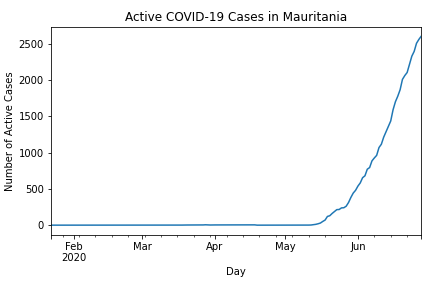 Active COVID-19 Cases in Mauritania
Number of Active Cases
2500
2000
1500
1000
500
0
Feb
2020
Mar
Apr
May
Jun
Day